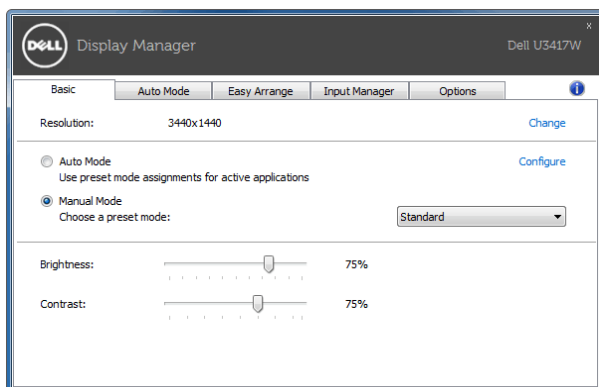 DELL Display Manager Dell U3417W
x
Basic Auto Mode Easy Arrange Input Manager Options i
Resolution: 3440x1440 Change
Auto Mode Configure
Use preset mode assignments for active applications
Manual Mode
Choose a preset mode: Standard
Brightness: 75%
Contrast: 75%